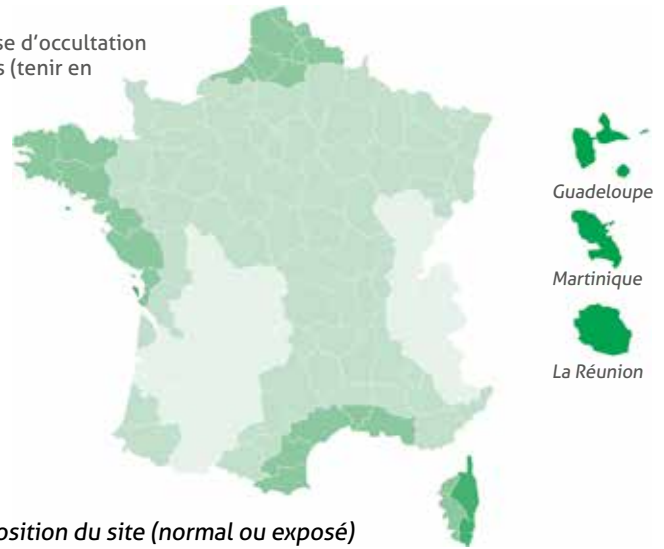 se d’occultation
s (tenir en
Guadeloupe
Martinique
La Réunion
osition du site (normal ou exposé)